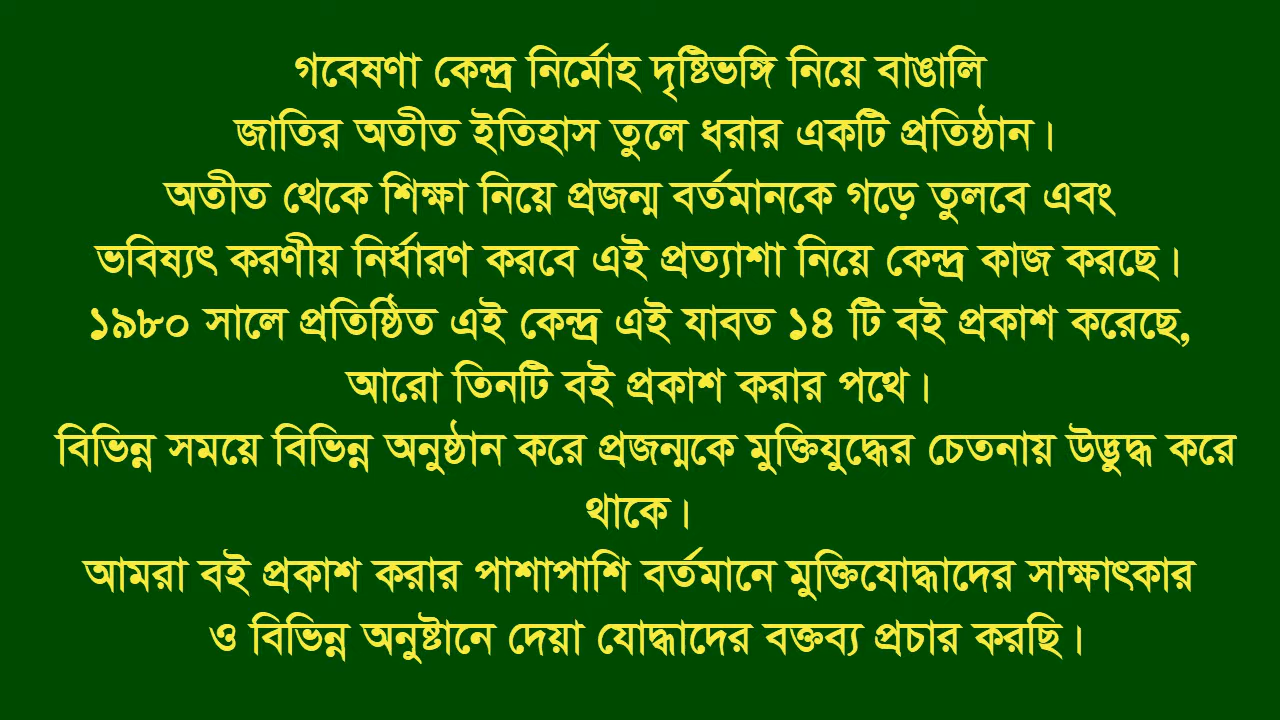 গবেষণা কেন্দ্র নির্মোহ দৃষ্টিভঙ্গি নিয়ে বাঙালি
জাতির অতীত ইতিহাস তুলে ধরার একটি প্রতিষ্ঠান।
অতীত থেকে শিক্ষা নিয়ে প্রজন্ম বর্তমানকে গড়ে তুলবে এবং
ভবিষ্যৎ করণীয় নির্ধারণ করবে এই প্রত্যাশা নিয়ে কেন্দ্র কাজ করছে।
১৯৮০ সালে প্রতিষ্ঠিত এই কেন্দ্র এই যাবত ১৪ টি বই প্রকাশ করেছে,
আরো তিনটি বই প্রকাশ করার পথে।
বিভিন্ন সময়ে বিভিন্ন অনুষ্ঠান করে প্রজন্মকে মুক্তিযুদ্ধের চেতনায় উদ্ভুদ্ধ করে
থাকে।
আমরা বই প্রকাশ করার পাশাপাশি বর্তমানে মুক্তিযোদ্ধাদের সাক্ষাৎকার
ও বিভিন্ন অনুষ্টানে দেয়া যোদ্ধাদের বক্তব্য প্রচার করছি।